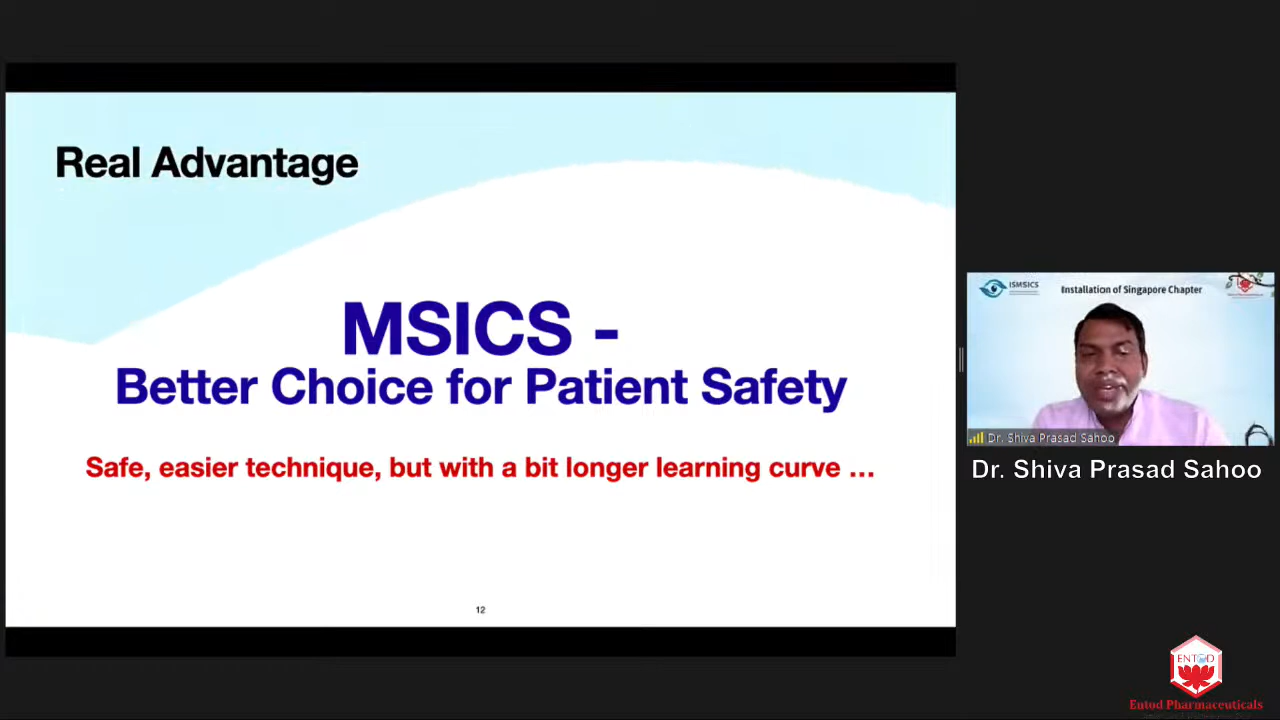 Real Advantage
MSICS -
Better Choice for Patient Safety
Safe, easier technique, but with a bit longer learning curve …
12
ISMSICS
Installation of Singapore Chapter
Dr. Shiva Prasad Sahoo
Dr. Shiva Prasad Sahoo
ENTOD
Entod Pharmaceuticals